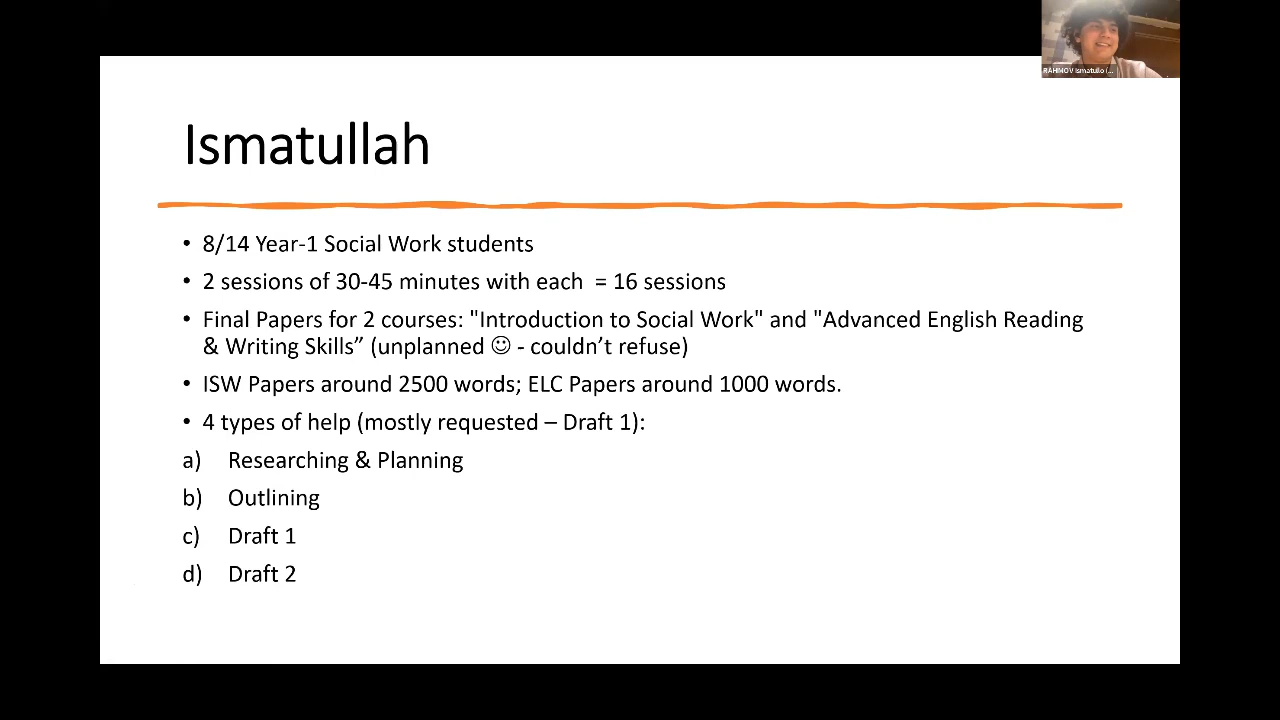 RAHMOV Ismatullo (...
Ismatullah
• 8/14 Year-1 Social Work students
• 2 sessions of 30-45 minutes with each = 16 sessions
• Final Papers for 2 courses: "Introduction to Social Work" and "Advanced English Reading
& Writing Skills” (unplanned ☺ - couldn’t refuse)
• ISW Papers around 2500 words; ELC Papers around 1000 words.
• 4 types of help (mostly requested – Draft 1):
a) Researching & Planning
b) Outlining
c) Draft 1
d) Draft 2